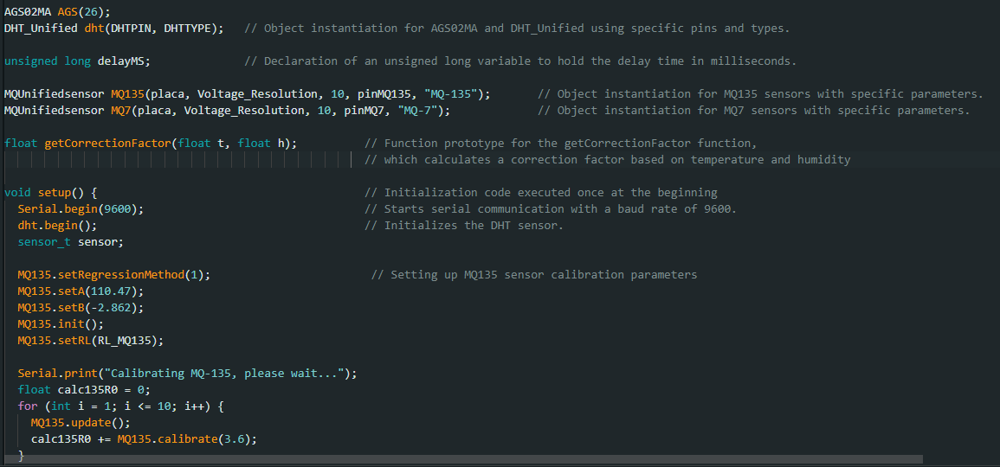 AGS02MA AGS(26);
DHT_Unified dht(DHTPIN, DHTTYPE);   // Object instantiation for AGS02MA and DHT_Unified using specific pins and types.
unsigned long delayMS;              // Declaration of an unsigned long variable to hold the delay time in milliseconds.
MQUnifiedsensor MQ135(placa, Voltage_Resolution, 10, pinMQ135, "MQ-135");       // Object instantiation for MQ135 sensors with specific parameters.
MQUnifiedsensor MQ7(placa, Voltage_Resolution, 10, pinMQ7, "MQ-7");             // Object instantiation for MQ7 sensors with specific parameters.
float getCorrectionFactor(float t, float h);          // Function prototype for the getCorrectionFactor function,
                                                      // which calculates a correction factor based on temperature and humidity
void setup() {                                        // Initialization code executed once at the beginning
  Serial.begin(9600);                                 // Starts serial communication with a baud rate of 9600.
  dht.begin();                                        // Initializes the DHT sensor.
  sensor_t sensor;
  MQ135.setRegressionMethod(1);                        // Setting up MQ135 sensor calibration parameters
  MQ135.setA(110.47);
  MQ135.setB(-2.862);
  MQ135.init();
  MQ135.setRL(RL_MQ135);
  Serial.print("Calibrating MQ-135, please wait...");
  float calc135R0 = 0;
  for (int i = 1; i <= 10; i++) {
    MQ135.update();
    calc135R0 += MQ135.calibrate(3.6);
  }